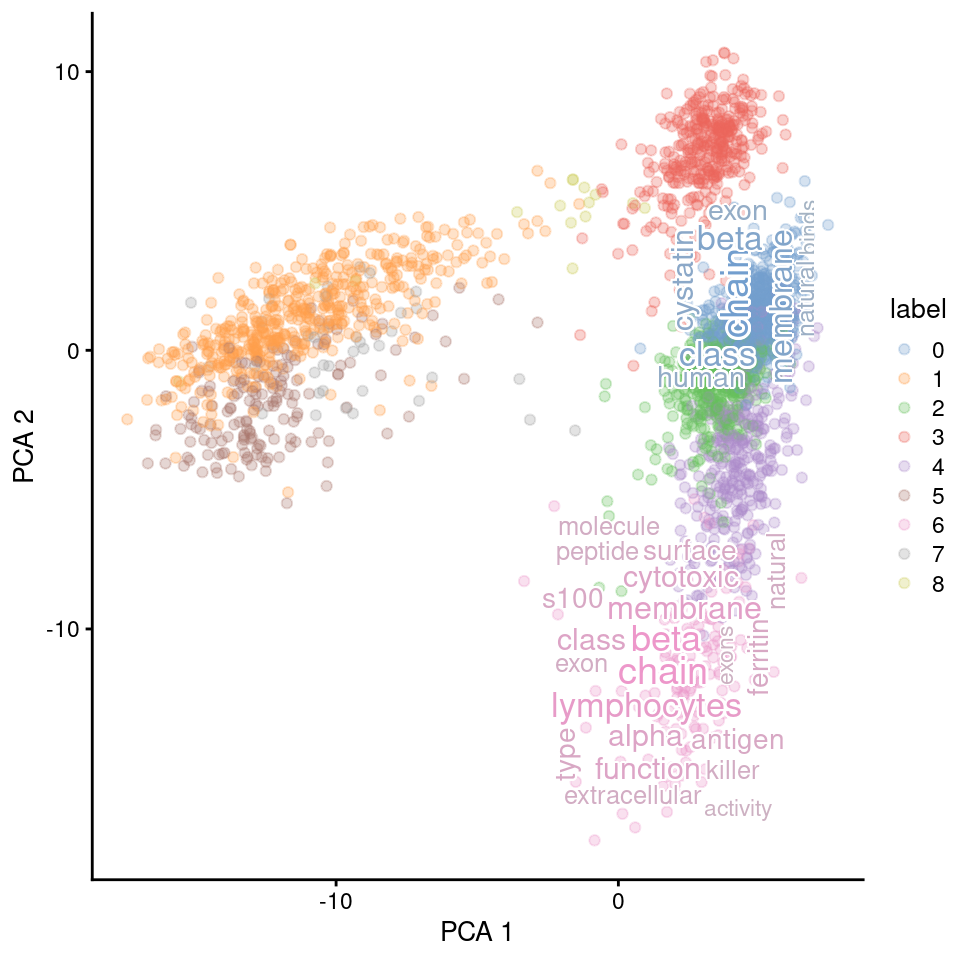 10
0
-10
PCA 2
-10
0
PCA 1
exon
beta
cystatin
chain
membrane
natural
binds
class
human
molecule
peptide surface
cytotoxic
natural
s100
membrane
class beta
exons
ferritin
exon
chain
lymphocytes
type
alpha antigen
function killer
extracellular
activity
label
0
1
2
3
4
5
6
7
8